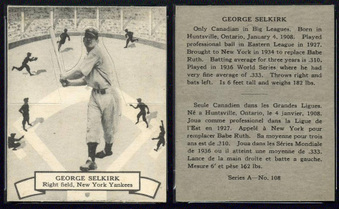 GEORGE SELKIRK
Right field, New York Yankees
GEORGE SELKIRK
Only Canadian in Big Leagues. Born in
Huntsville, Ontario, January 4, 1908. Played
professional ball in Eastern League in 1927.
Brought to New York in 1934 to replace Babe
Ruth. Batting average for three years is .310.
Played in 1936 World Series where he had
very fine average of .333. Throws right and
bats left. Is 6 feet tall and weighs 182 lbs.
Seule Canadien dans les Grandes Ligues.
Né a Huntsville, Ontario, le 4 janvier, 1908.
Joua comme professional dans la Ligue de
l'Est en 1927. Appelé à New York pour
remplacer Babe Ruth. Sa moyenne pour trois
ans est de .310. Joua dans les Séries Mondiale
de 1936 ou il atteint une moyenne de .333.
Lance de la main droite et batte a gauche.
Mesure 6' et pèse 182 lbs.
Series A—No. 108